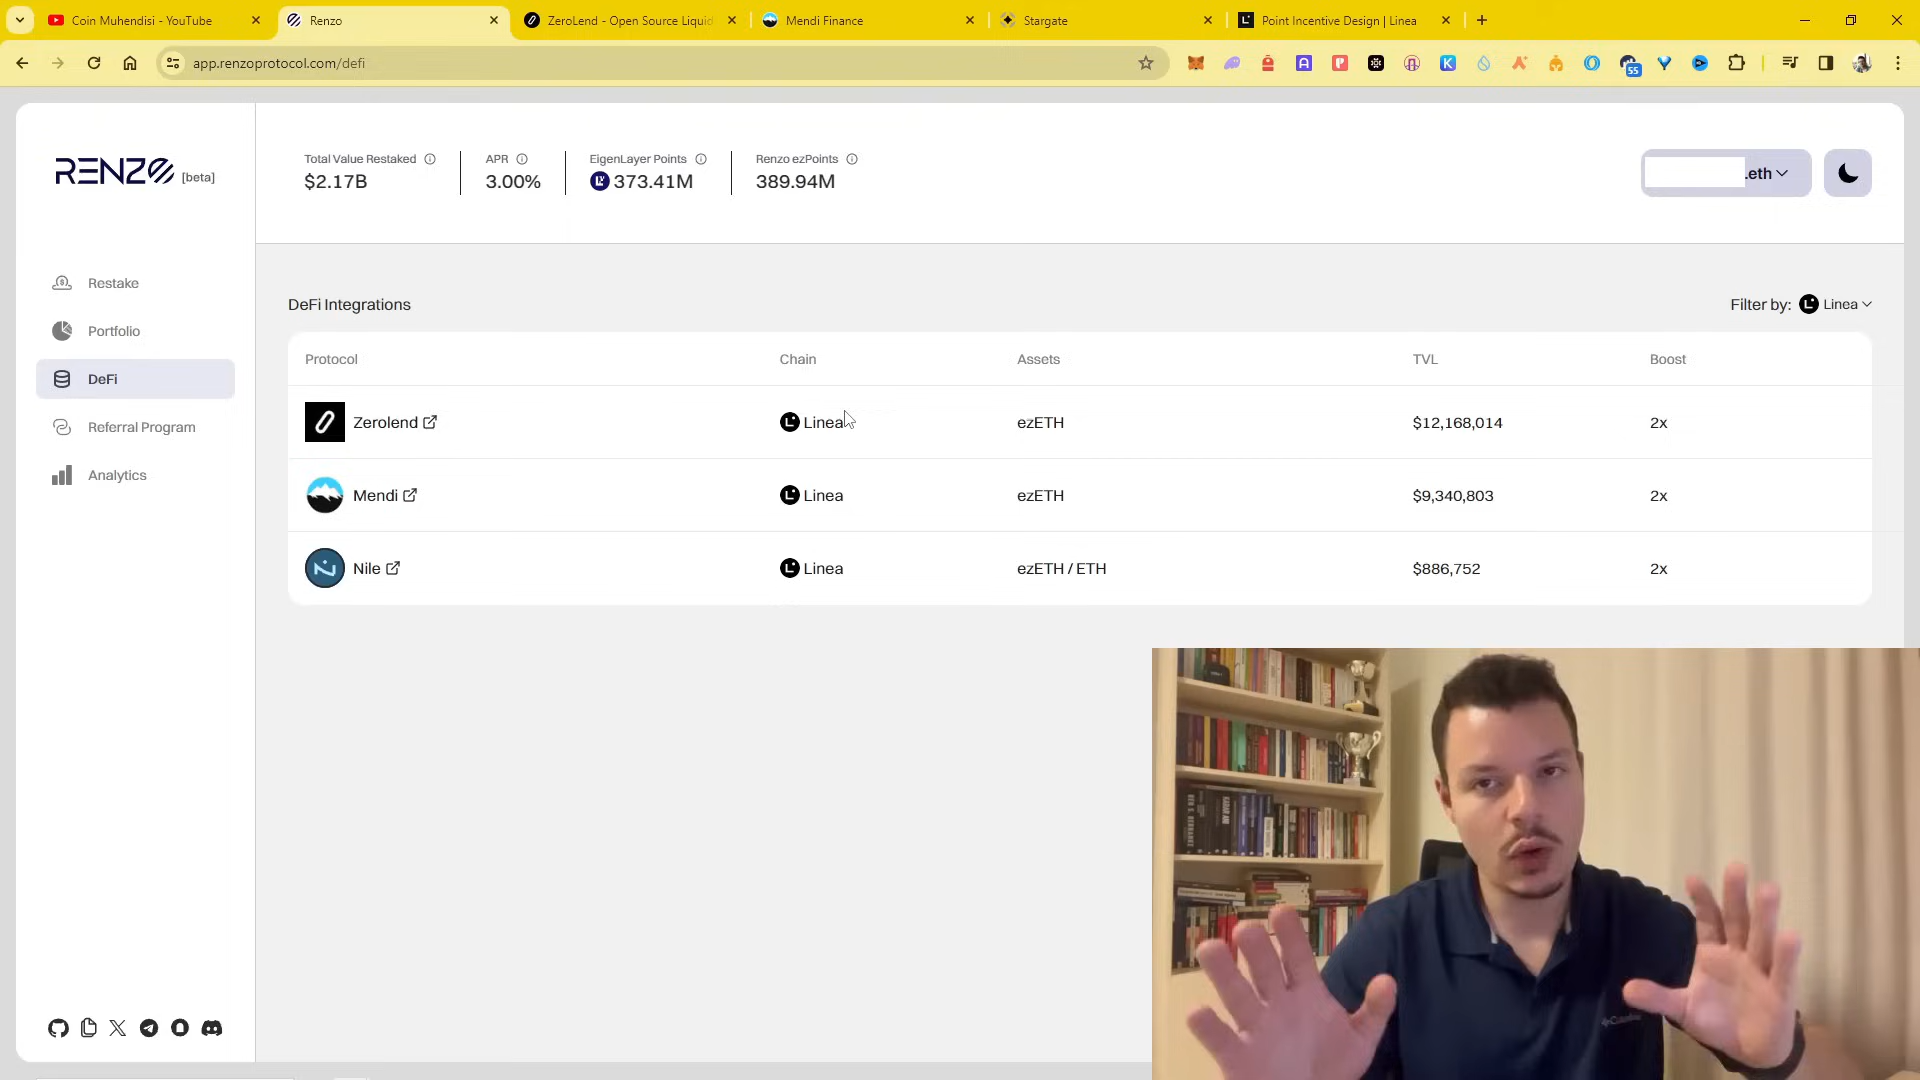 Coin Muhendisi - YouTube
Renzo
ZeroLend - Open Source Liquid
Mendi Finance
Stargate
Point Incentive Design | Linea
app.renzoprotocol.com/defi
55
RENZO [beta]
Total Value Restaked
$2.17B
APR
3.00%
EigenLayer Points
373.41M
Renzo ezPoints
389.94M
.eth
Restake
Portfolio
DeFi
Referral Program
Analytics
DeFi Integrations
Filter by: Linea
Protocol Chain Assets TVL Boost
Zerolend Linea ezETH $12,168,014 2x
Mendi Linea ezETH $9,340,803 2x
Nile Linea ezETH / ETH $886,752 2x